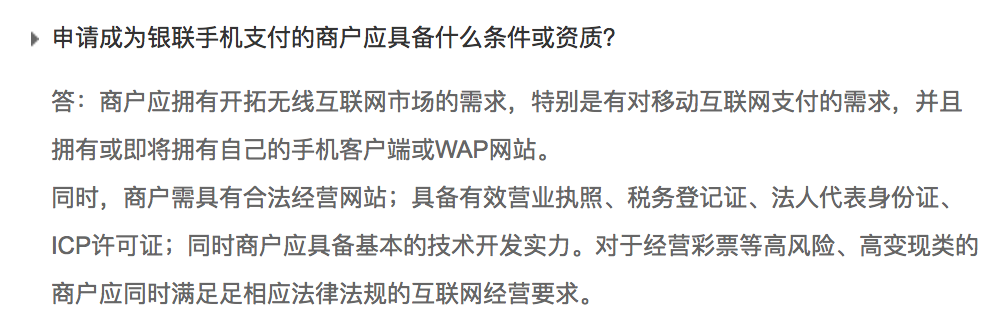 申请成为银联手机支付的商户应具备什么条件或资质？
答：商户应拥有开拓无线互联网市场的需求，特别是有对移动互联网支付的需求，并且
拥有或即将拥有自己的手机客户端或WAP网站。
同时，商户需具有合法经营网站；具备有效营业执照、税务登记证、法人代表身份证、
ICP许可证；同时商户应具备基本的技术开发实力。对于经营彩票等高风险、高变现类的
商户应同时满足足相应法律法规的互联网经营要求。